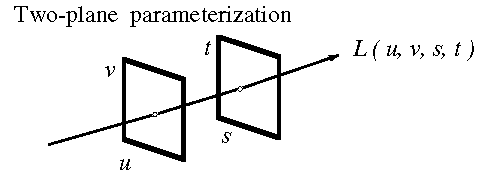 Two-plane parameterization
t
L ( u, v, s, t )
v
s
u